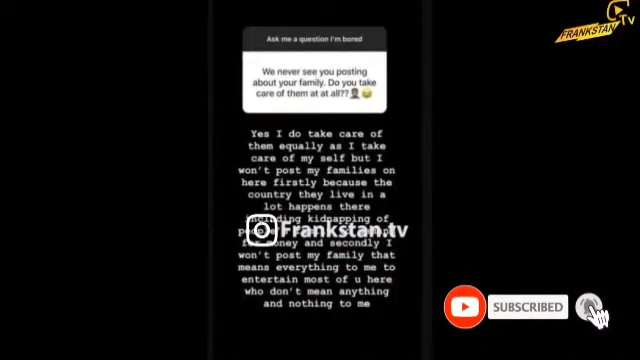 FRANKSTAN
TV
Ask me a question I'm bored
We never see you posting
about your family. Do you take
care of them at at all??
Yes I do take care of
them equally as I take
care of my self but I
won't post my families on
here firstly because the
country they live in a
lot happens there
including kidnapping of
Frankstan.tv
for money and secondly I
won't post my family that
means everything to me to
entertain most of u here
who don't mean anything
and nothing to me
SUBSCRIBED